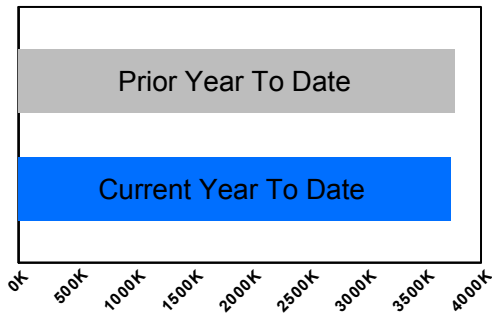 Prior Year To Date
Current Year To Date
0K 500K 1000K 1500K 2000K 2500K 3000K 3500K 4000K